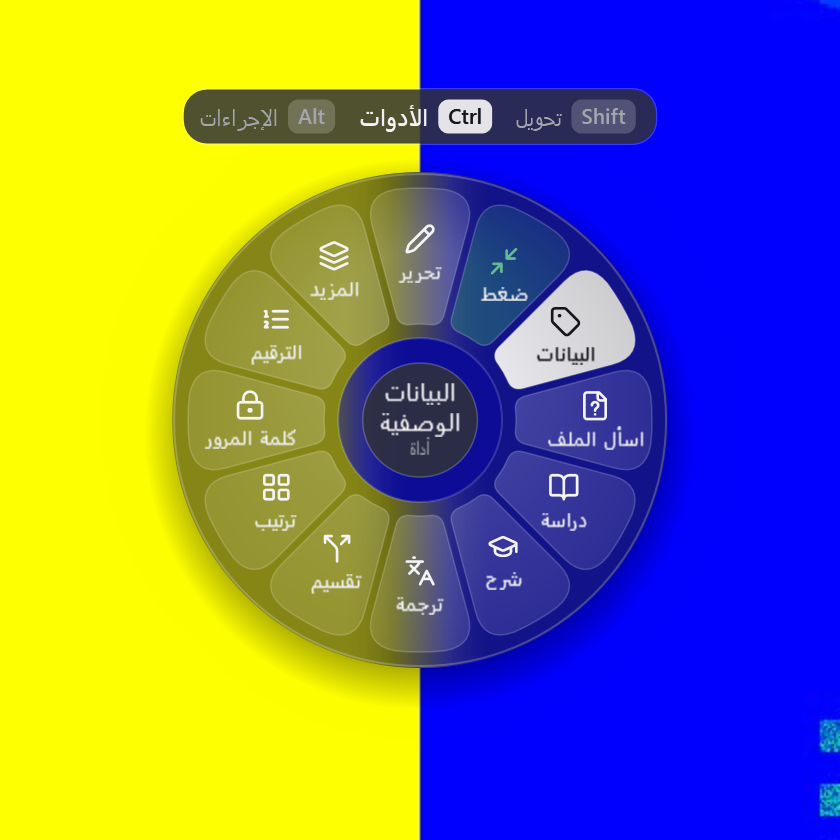 Shift تحويل Ctrl الأدوات Alt الإجراءات
تحرير
ضغط
البيانات
اسأل الملف
دراسة
شرح
ترجمة
تقسيم
ترتيب
كلمة المرور
الترقيم
المزيد
البيانات
الوصفية
أداة